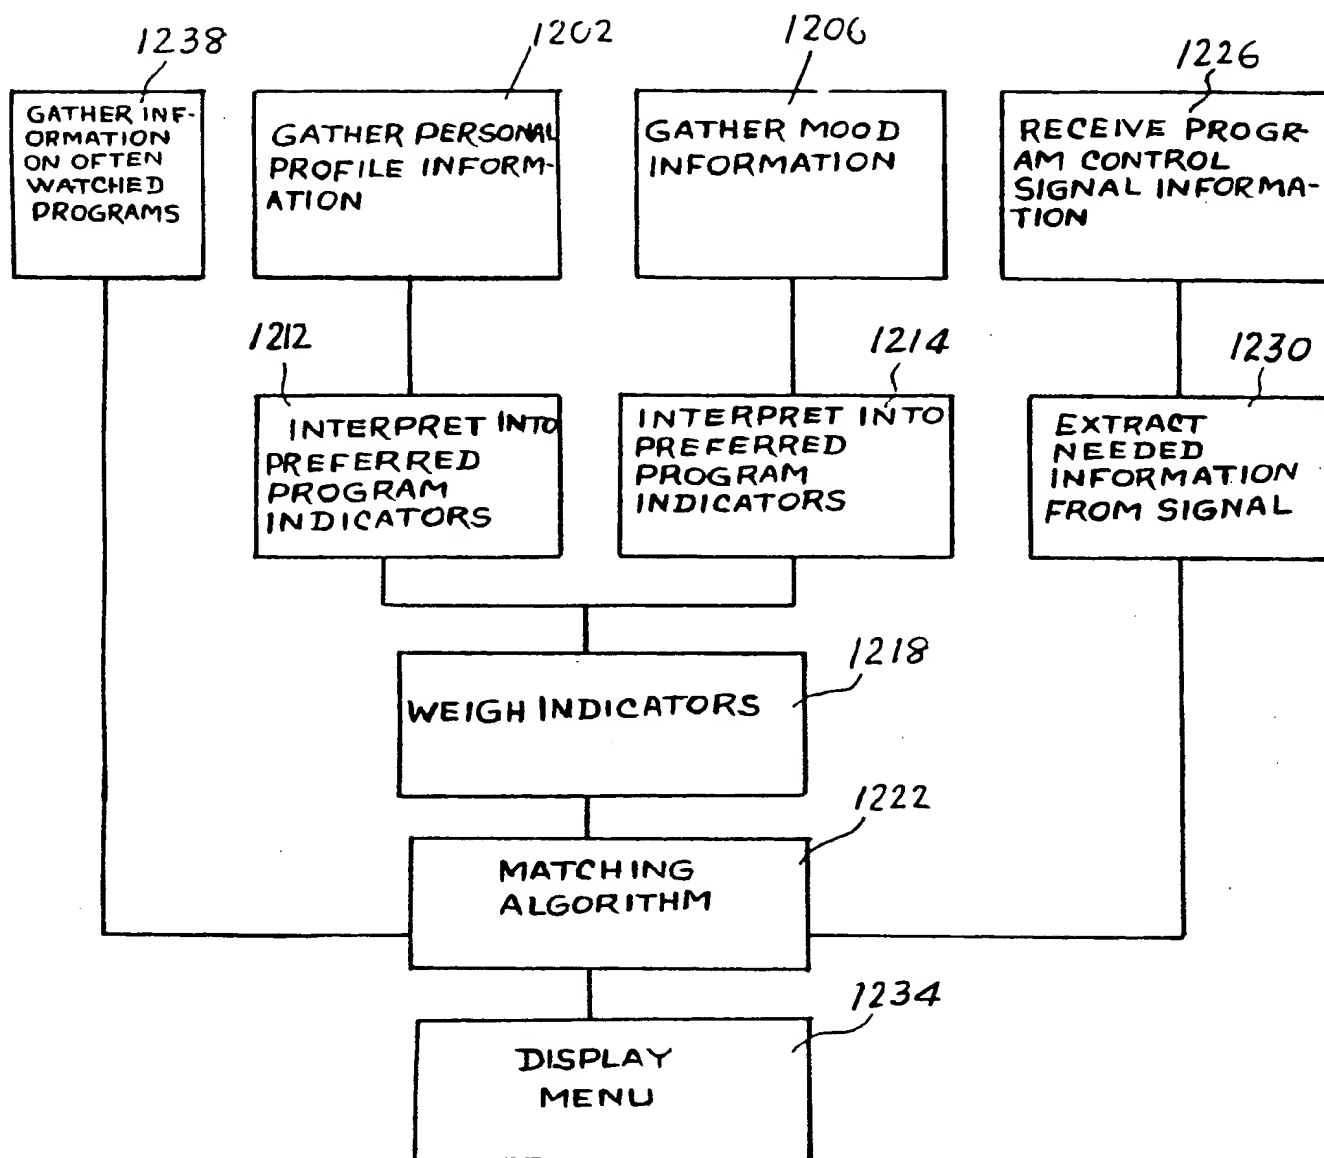 1238
1202
1206
1226
GATHER INF-
ORMATION
ON OFTEN
WATCHED
PROGRAMS
GATHER PERSONAL
PROFILE INFORM-
ATION
GATHER MOOD
INFORMATION
RECEIVE PROGR-
AM CONTROL
SIGNAL INFORMA-
TION
1212
1214
1230
INTERPRET INTO
PREFERRED
PROGRAM
INDICATORS
INTERPRET INTO
PREFERRED
PROGRAM
INDICATORS
EXTRACT
NEEDED
INFORMATION
FROM SIGNAL
1218
WEIGH INDICATORS
1222
MATCHING
ALGORITHM
1234
DISPLAY
MENU